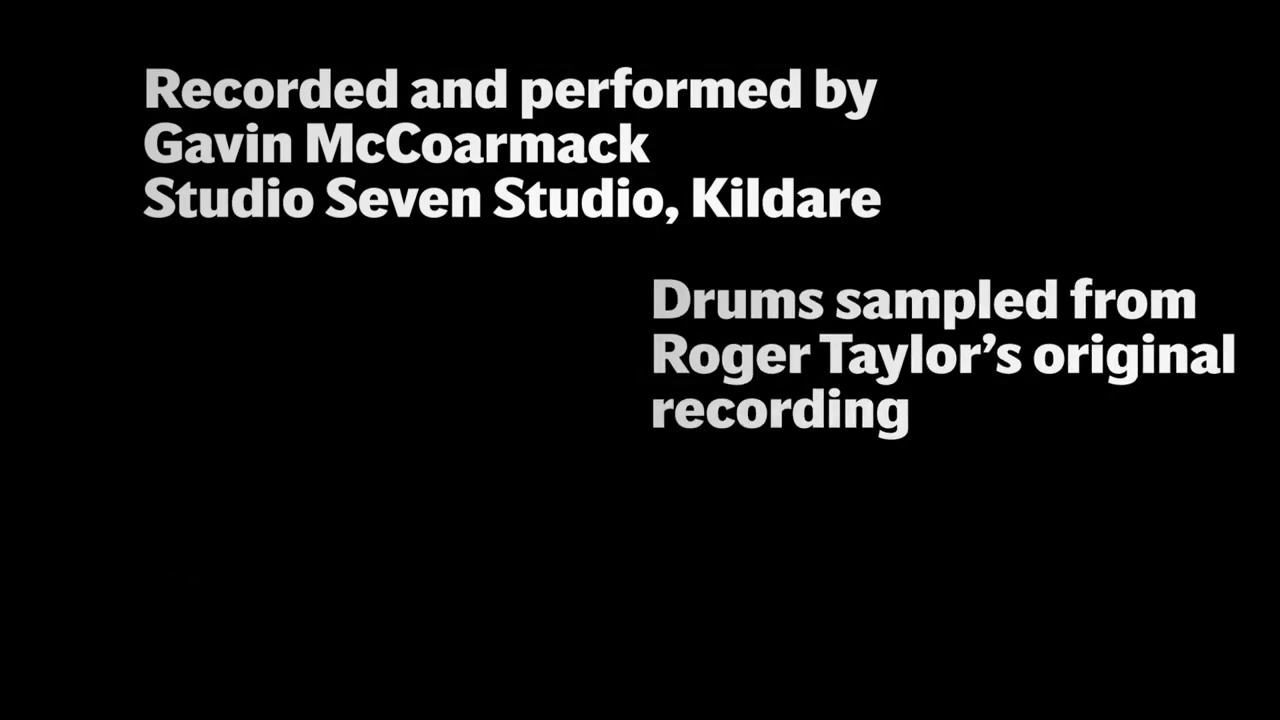 Recorded and performed by
Gavin McCoarmack
Studio Seven Studio, Kildare
Drums sampled from
Roger Taylor’s original
recording